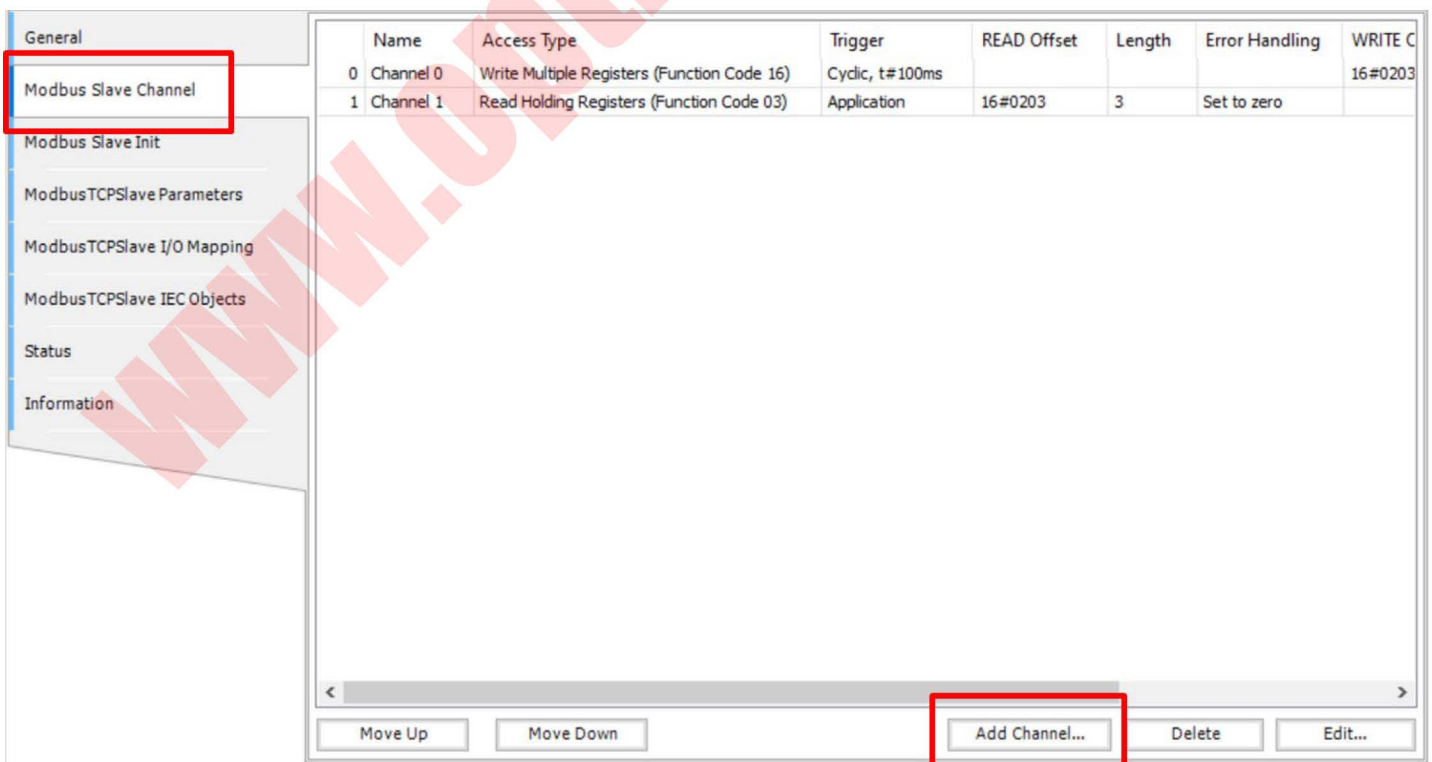 General
Modbus Slave Channel
Modbus Slave Init
ModbusTCPSlave Parameters
ModbusTCPSlave I/O Mapping
ModbusTCPSlave IEC Objects
Status
Information
Name Access Type Trigger READ Offset Length Error Handling WRITE C
0 Channel 0 Write Multiple Registers (Function Code 16) Cyclic, t#100ms 16#0203
1 Channel 1 Read Holding Registers (Function Code 03) Application 16#0203 3 Set to zero
Move Up Move Down Add Channel... Delete Edit...
www.opt